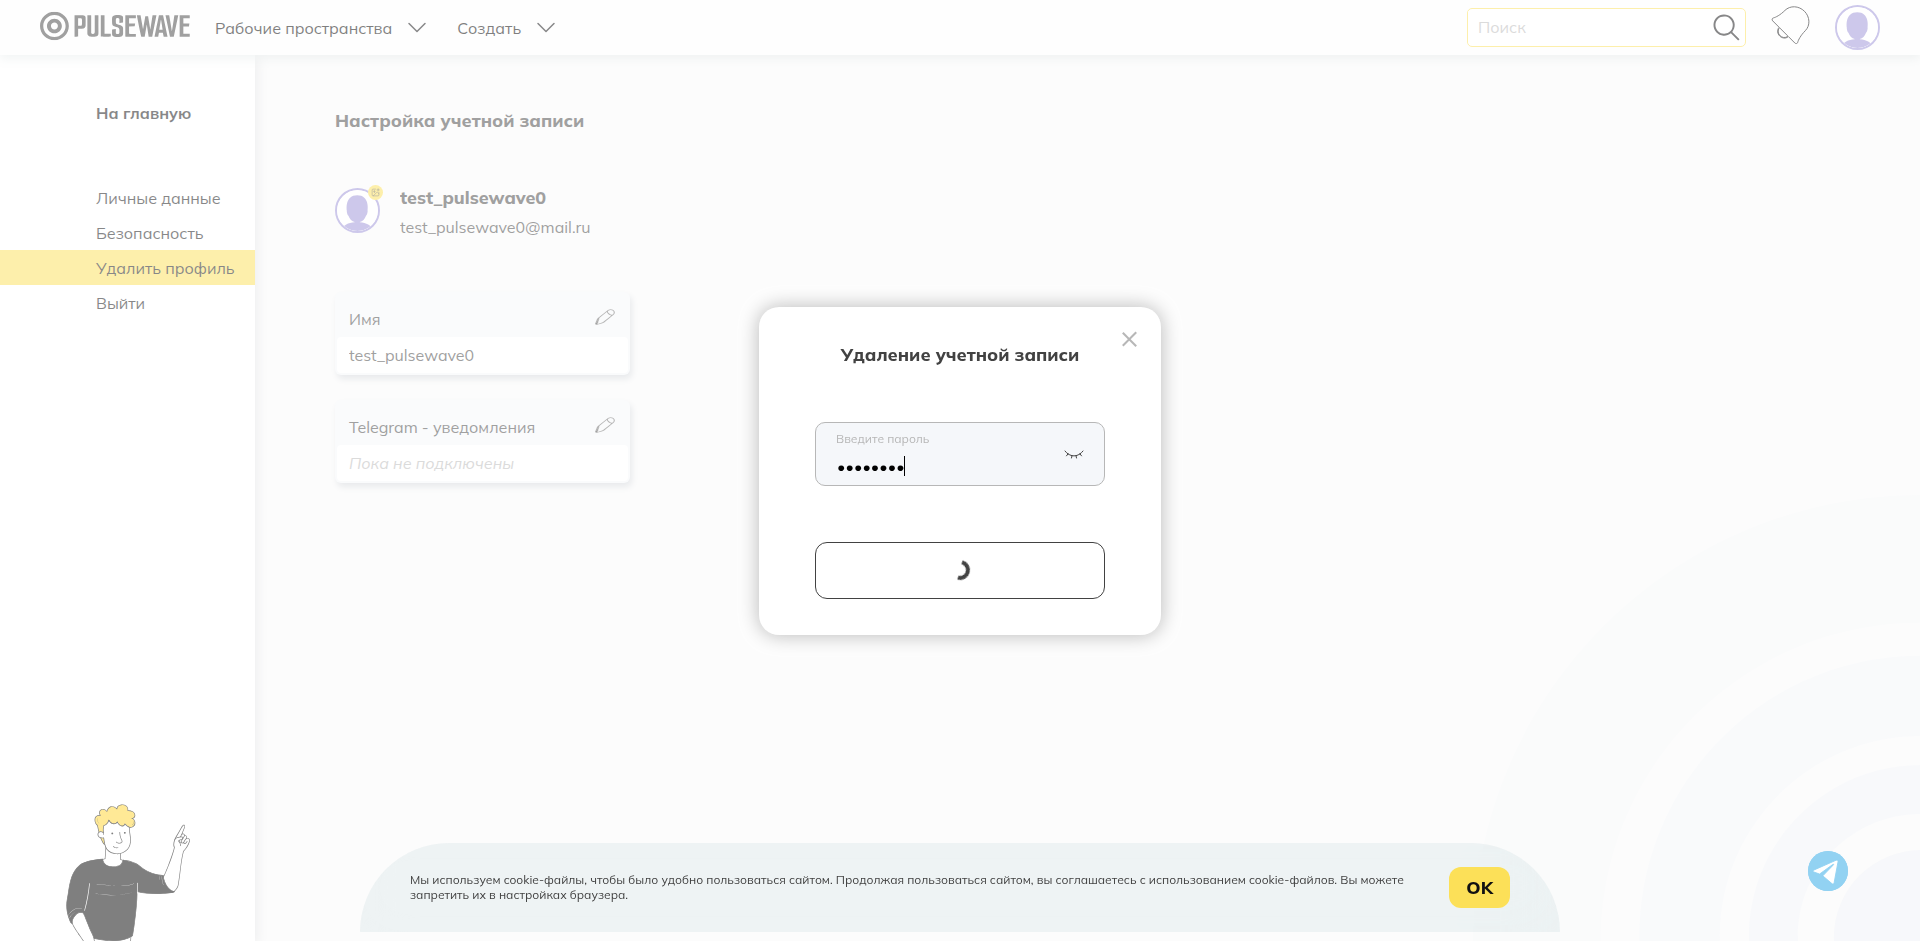 PULSEWAVE
Рабочие пространства
Создать
Поиск
На главную
Личные данные
Безопасность
Удалить профиль
Выйти
Настройка учетной записи
test_pulsewave0
test_pulsewave0@mail.ru
Имя
test_pulsewave0
Telegram - уведомления
Пока не подключены
Удаление учетной записи
Введите пароль
••••••••
Мы используем cookie-файлы, чтобы было удобно пользоваться сайтом. Продолжая пользоваться сайтом, вы соглашаетесь с использованием cookie-файлов. Вы можете
запретить их в настройках браузера.
OK